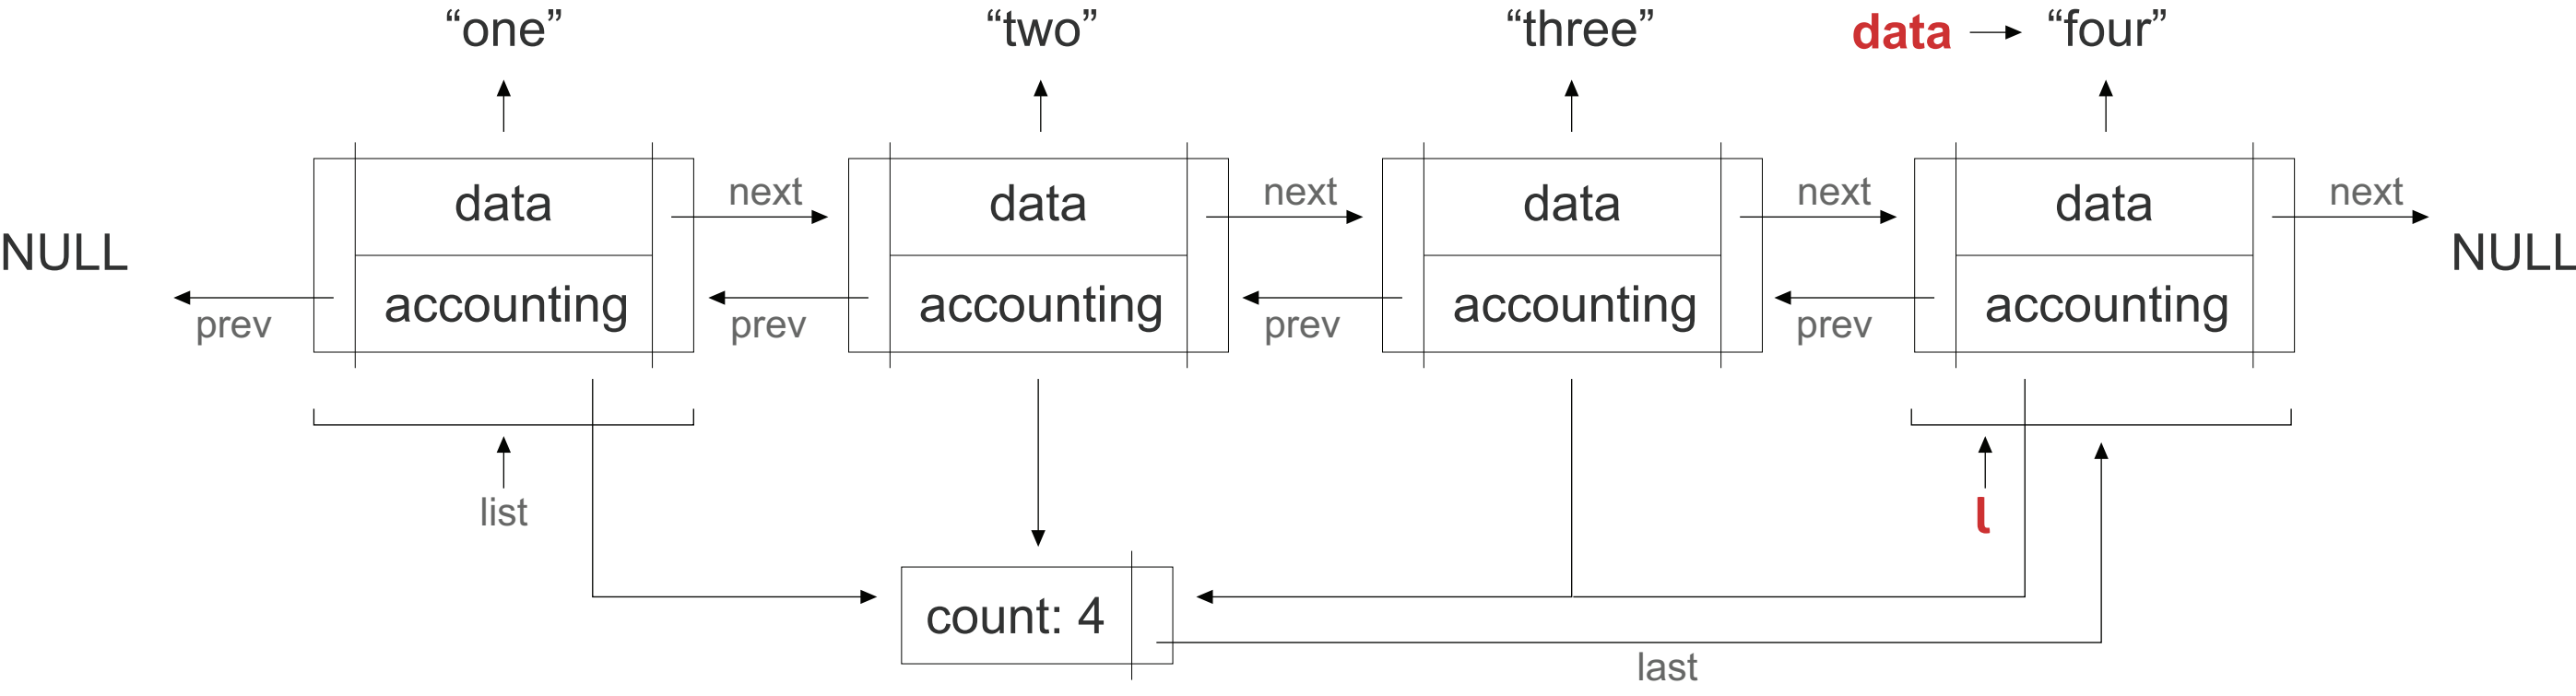 “one”
“two”
“three”
data
“four”
data
next
data
next
data
next
data
next
NULL
NULL
accounting
prev
accounting
prev
accounting
prev
accounting
prev
list
l
count: 4
last